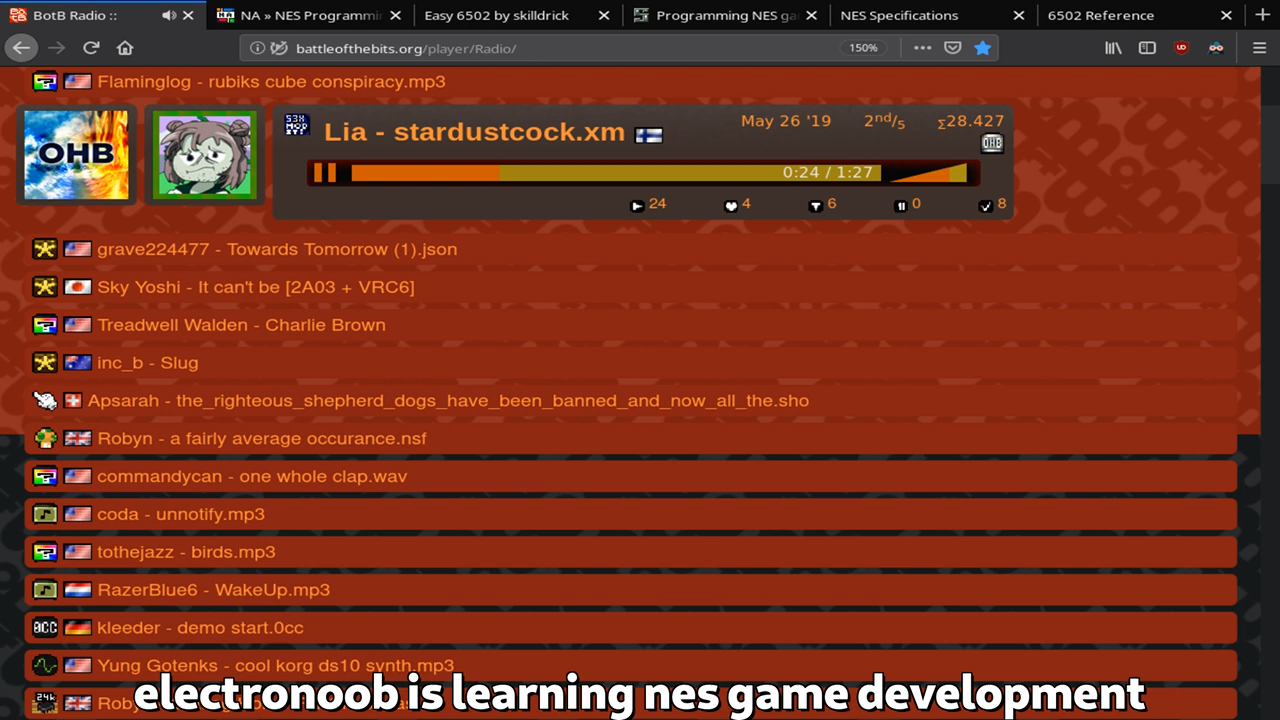 BotB Radio ::
NA » NES Programmin
Easy 6502 by skilldrick
Programming NES ga
NES Specifications
6502 Reference
battleofthebits.org/player/Radio/
150%
Flaminglog - rubiks cube conspiracy.mp3
OHB
Lia - stardustcock.xm
May 26 '19
2nd/5
Σ28.427
OHB
0:24 / 1:27
24
4
6
0
8
grave224477 - Towards Tomorrow (1).json
Sky Yoshi - It can't be [2A03 + VRC6]
Treadwell Walden - Charlie Brown
inc_b - Slug
Apsarah - the_righteous_shepherd_dogs_have_been_banned_and_now_all_the.sho
Robyn - a fairly average occurance.nsf
commandycan - one whole clap.wav
coda - unnotify.mp3
tothejazz - birds.mp3
RazerBlue6 - WakeUp.mp3
0CC kleeder - demo start.0cc
Yung Gotenks - cool korg ds10 synth.mp3
24k
electronoob is learning nes game development